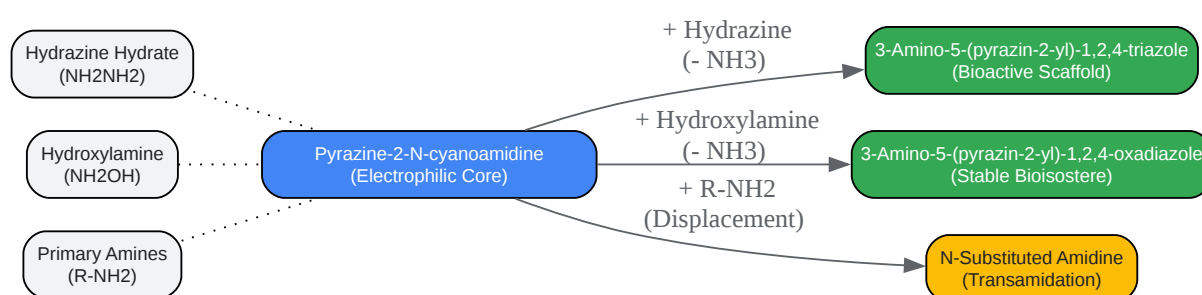 Hydrazine Hydrate
(NH2NH2)
Hydroxylamine
(NH2OH)
Primary Amines
(R-NH2)
Pyrazine-2-N-cyanoamidine
(Electrophilic Core)
+ Hydrazine
(- NH3)
+ Hydroxylamine
(- NH3)
+ R-NH2
(Displacement)
3-Amino-5-(pyrazin-2-yl)-1,2,4-triazole
(Bioactive Scaffold)
3-Amino-5-(pyrazin-2-yl)-1,2,4-oxadiazole
(Stable Bioisostere)
N-Substituted Amidine
(Transamidation)